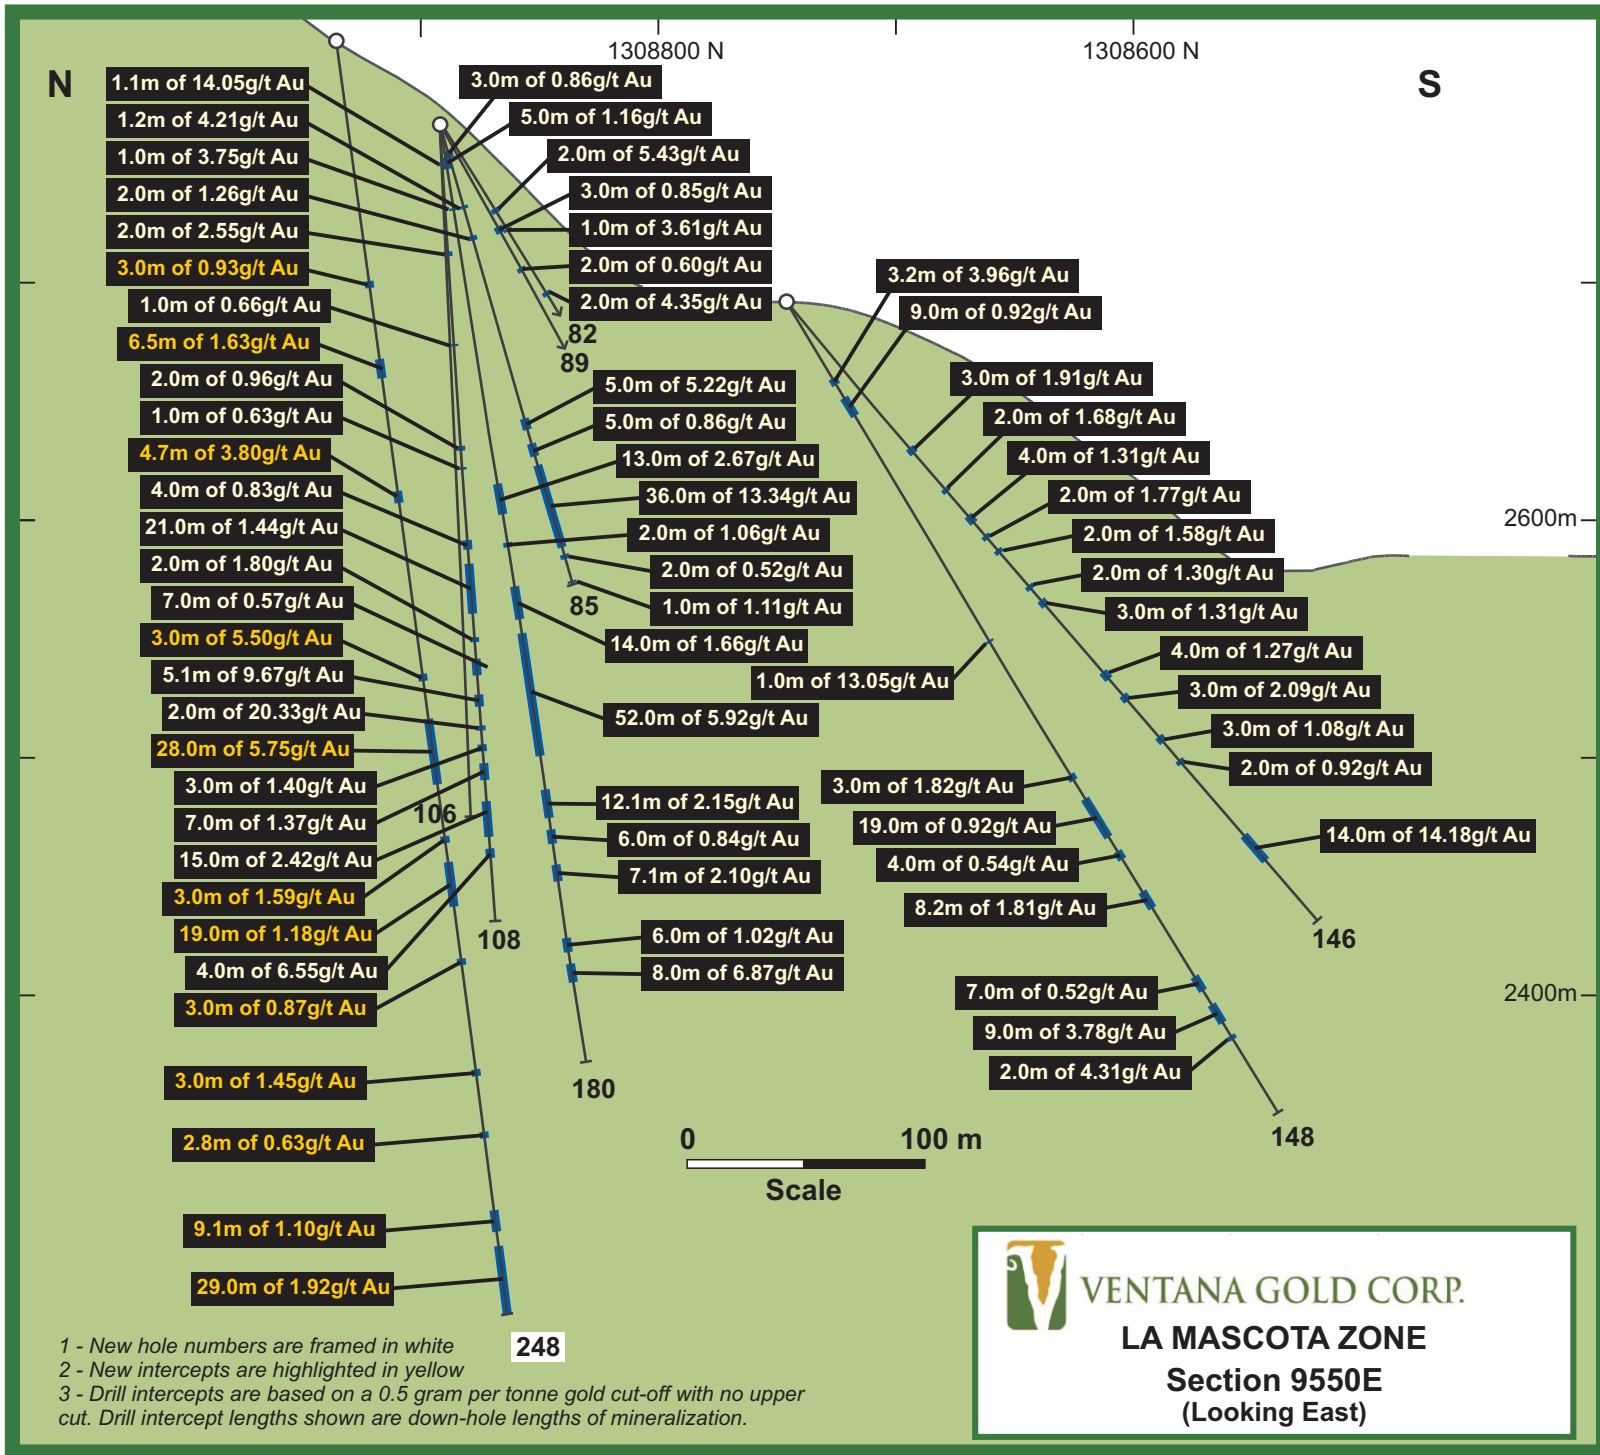 1308800 N
1308600 N
N
S
1.1m of 14.05g/t Au
1.2m of 4.21g/t Au
1.0m of 3.75g/t Au
2.0m of 1.26g/t Au
2.0m of 2.55g/t Au
3.0m of 0.93g/t Au
1.0m of 0.66g/t Au
6.5m of 1.63g/t Au
2.0m of 0.96g/t Au
1.0m of 0.63g/t Au
4.7m of 3.80g/t Au
4.0m of 0.83g/t Au
21.0m of 1.44g/t Au
2.0m of 1.80g/t Au
7.0m of 0.57g/t Au
3.0m of 5.50g/t Au
5.1m of 9.67g/t Au
2.0m of 20.33g/t Au
28.0m of 5.75g/t Au
3.0m of 1.40g/t Au
7.0m of 1.37g/t Au
15.0m of 2.42g/t Au
3.0m of 1.59g/t Au
19.0m of 1.18g/t Au
4.0m of 6.55g/t Au
3.0m of 0.87g/t Au
3.0m of 1.45g/t Au
2.8m of 0.63g/t Au
9.1m of 1.10g/t Au
29.0m of 1.92g/t Au
3.0m of 0.86g/t Au
5.0m of 1.16g/t Au
2.0m of 5.43g/t Au
3.0m of 0.85g/t Au
1.0m of 3.61g/t Au
2.0m of 0.60g/t Au
2.0m of 4.35g/t Au
82
89
5.0m of 5.22g/t Au
5.0m of 0.86g/t Au
13.0m of 2.67g/t Au
36.0m of 13.34g/t Au
2.0m of 1.06g/t Au
2.0m of 0.52g/t Au
85
1.0m of 1.11g/t Au
14.0m of 1.66g/t Au
52.0m of 5.92g/t Au
12.1m of 2.15g/t Au
6.0m of 0.84g/t Au
7.1m of 2.10g/t Au
6.0m of 1.02g/t Au
8.0m of 6.87g/t Au
106
108
180
3.2m of 3.96g/t Au
9.0m of 0.92g/t Au
3.0m of 1.91g/t Au
2.0m of 1.68g/t Au
4.0m of 1.31g/t Au
2.0m of 1.77g/t Au
2.0m of 1.58g/t Au
2.0m of 1.30g/t Au
3.0m of 1.31g/t Au
4.0m of 1.27g/t Au
3.0m of 2.09g/t Au
3.0m of 1.08g/t Au
2.0m of 0.92g/t Au
14.0m of 14.18g/t Au
146
1.0m of 13.05g/t Au
3.0m of 1.82g/t Au
19.0m of 0.92g/t Au
4.0m of 0.54g/t Au
8.2m of 1.81g/t Au
7.0m of 0.52g/t Au
9.0m of 3.78g/t Au
2.0m of 4.31g/t Au
148
2600m
2400m
0 100 m
Scale
248
1 - New hole numbers are framed in white
2 - New intercepts are highlighted in yellow
3 - Drill intercepts are based on a 0.5 gram per tonne gold cut-off with no upper
cut. Drill intercept lengths shown are down-hole lengths of mineralization.
VENTANA GOLD CORP.
LA MASCOTA ZONE
Section 9550E
(Looking East)